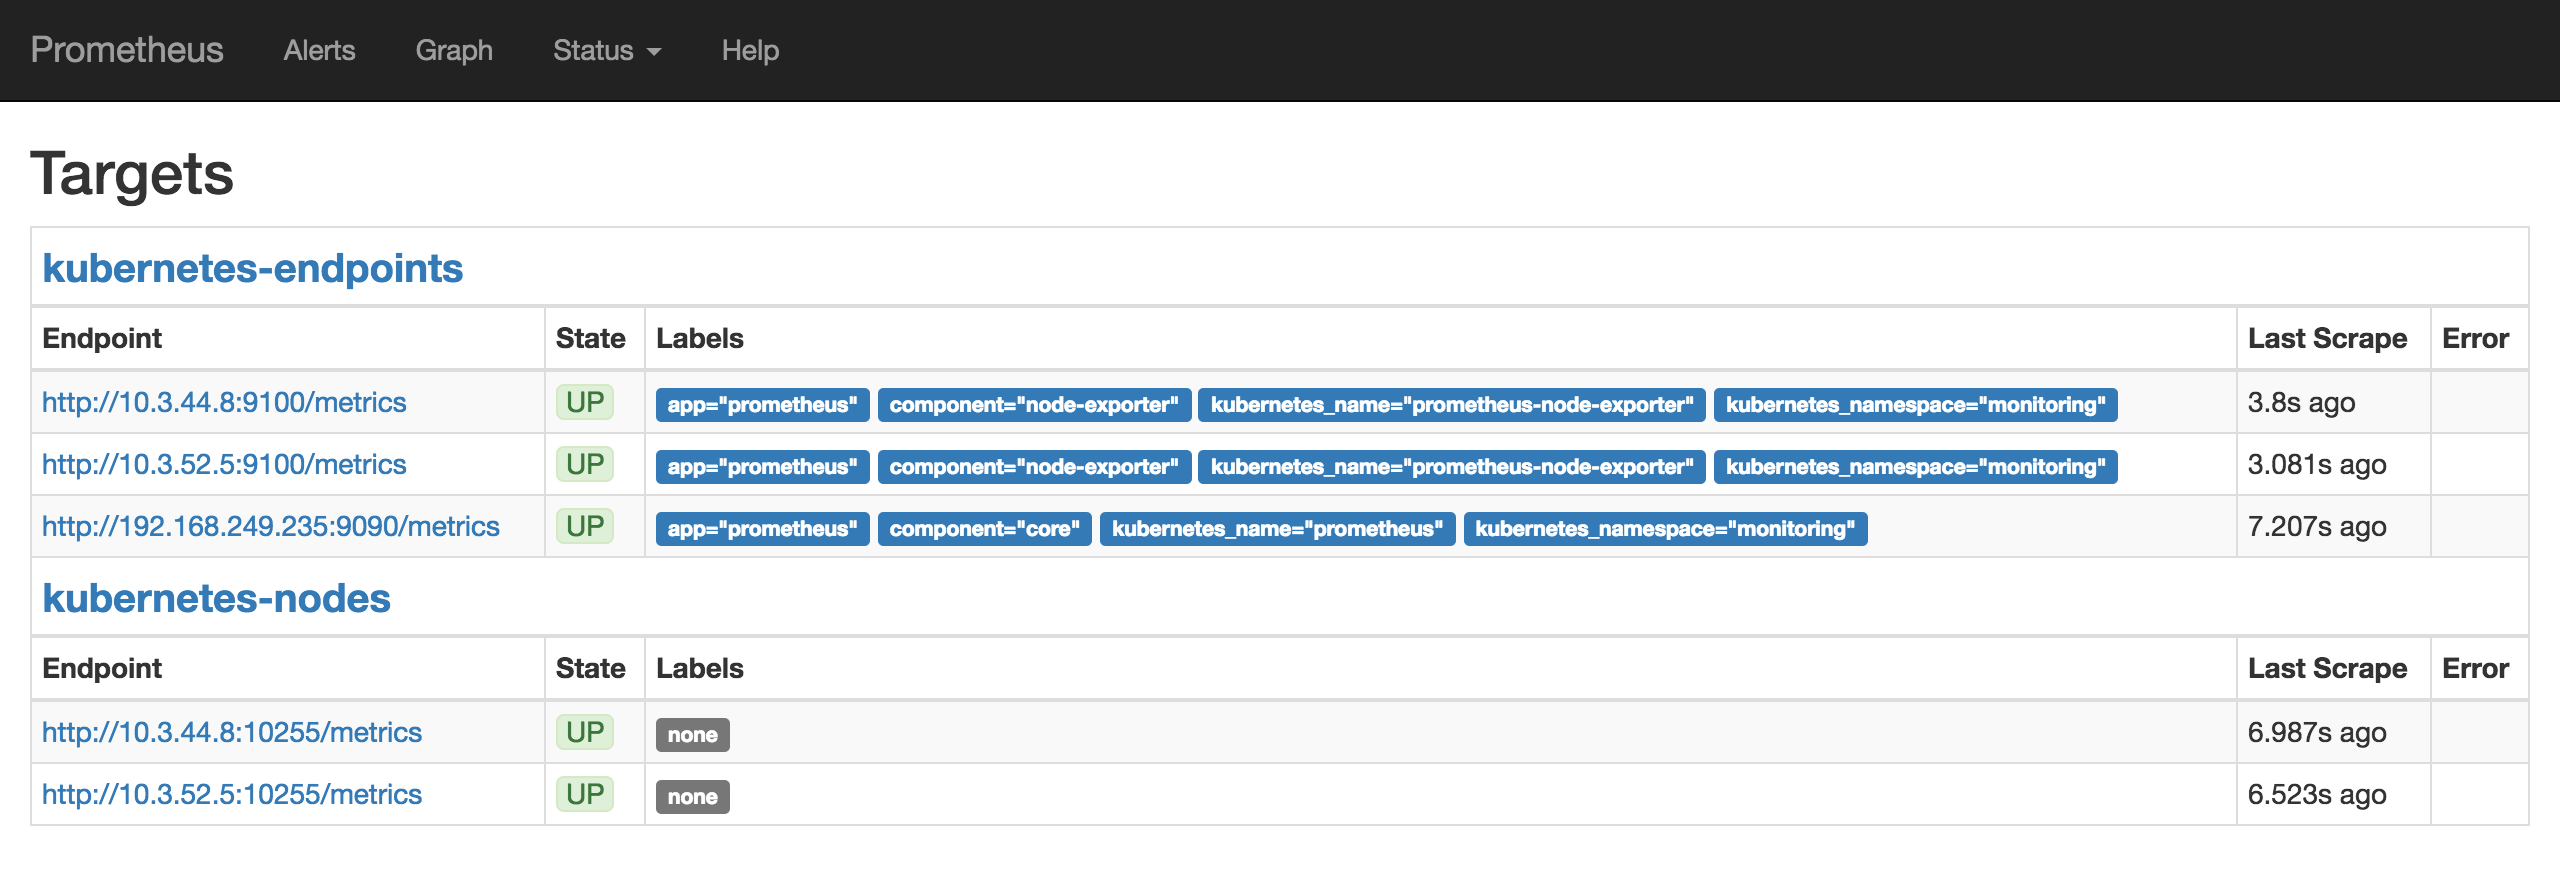 Prometheus Alerts Graph Status Help
Targets
kubernetes-endpoints
Endpoint State Labels Last Scrape Error
http://10.3.44.8:9100/metrics UP app="prometheus" component="node-exporter" kubernetes_name="prometheus-node-exporter" kubernetes_namespace="monitoring" 3.8s ago
http://10.3.52.5:9100/metrics UP app="prometheus" component="node-exporter" kubernetes_name="prometheus-node-exporter" kubernetes_namespace="monitoring" 3.081s ago
http://192.168.249.235:9090/metrics UP app="prometheus" component="core" kubernetes_name="prometheus" kubernetes_namespace="monitoring" 7.207s ago
kubernetes-nodes
Endpoint State Labels Last Scrape Error
http://10.3.44.8:10255/metrics UP none 6.987s ago
http://10.3.52.5:10255/metrics UP none 6.523s ago